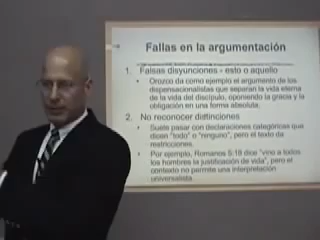 Fallas en la argumentación
1. Falsas disyunciones - esto o aquello
• Orozco da como ejemplo el argumento de los
dispensacionalistas que separan la vida eterna
de la vida del discípulo, oponiendo la gracia y la
obligación en una forma absoluta.
2. No reconocer distinciones
• Suele pasar con declaraciones categóricas que
dicen "todo" o "ninguno", pero el texto da
restricciones.
• Por ejemplo, Romanos 5:18 dice "vino a todos
los hombres la justificación de vida", pero el
contexto no permite una interpretación
universalista.